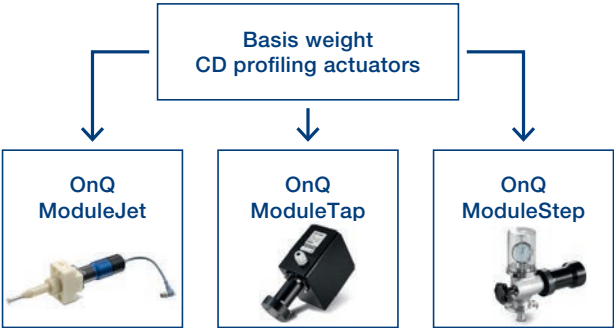 Basis weight
CD profiling actuators
OnQ
ModuleJet
OnQ
ModuleTap
OnQ
ModuleStep